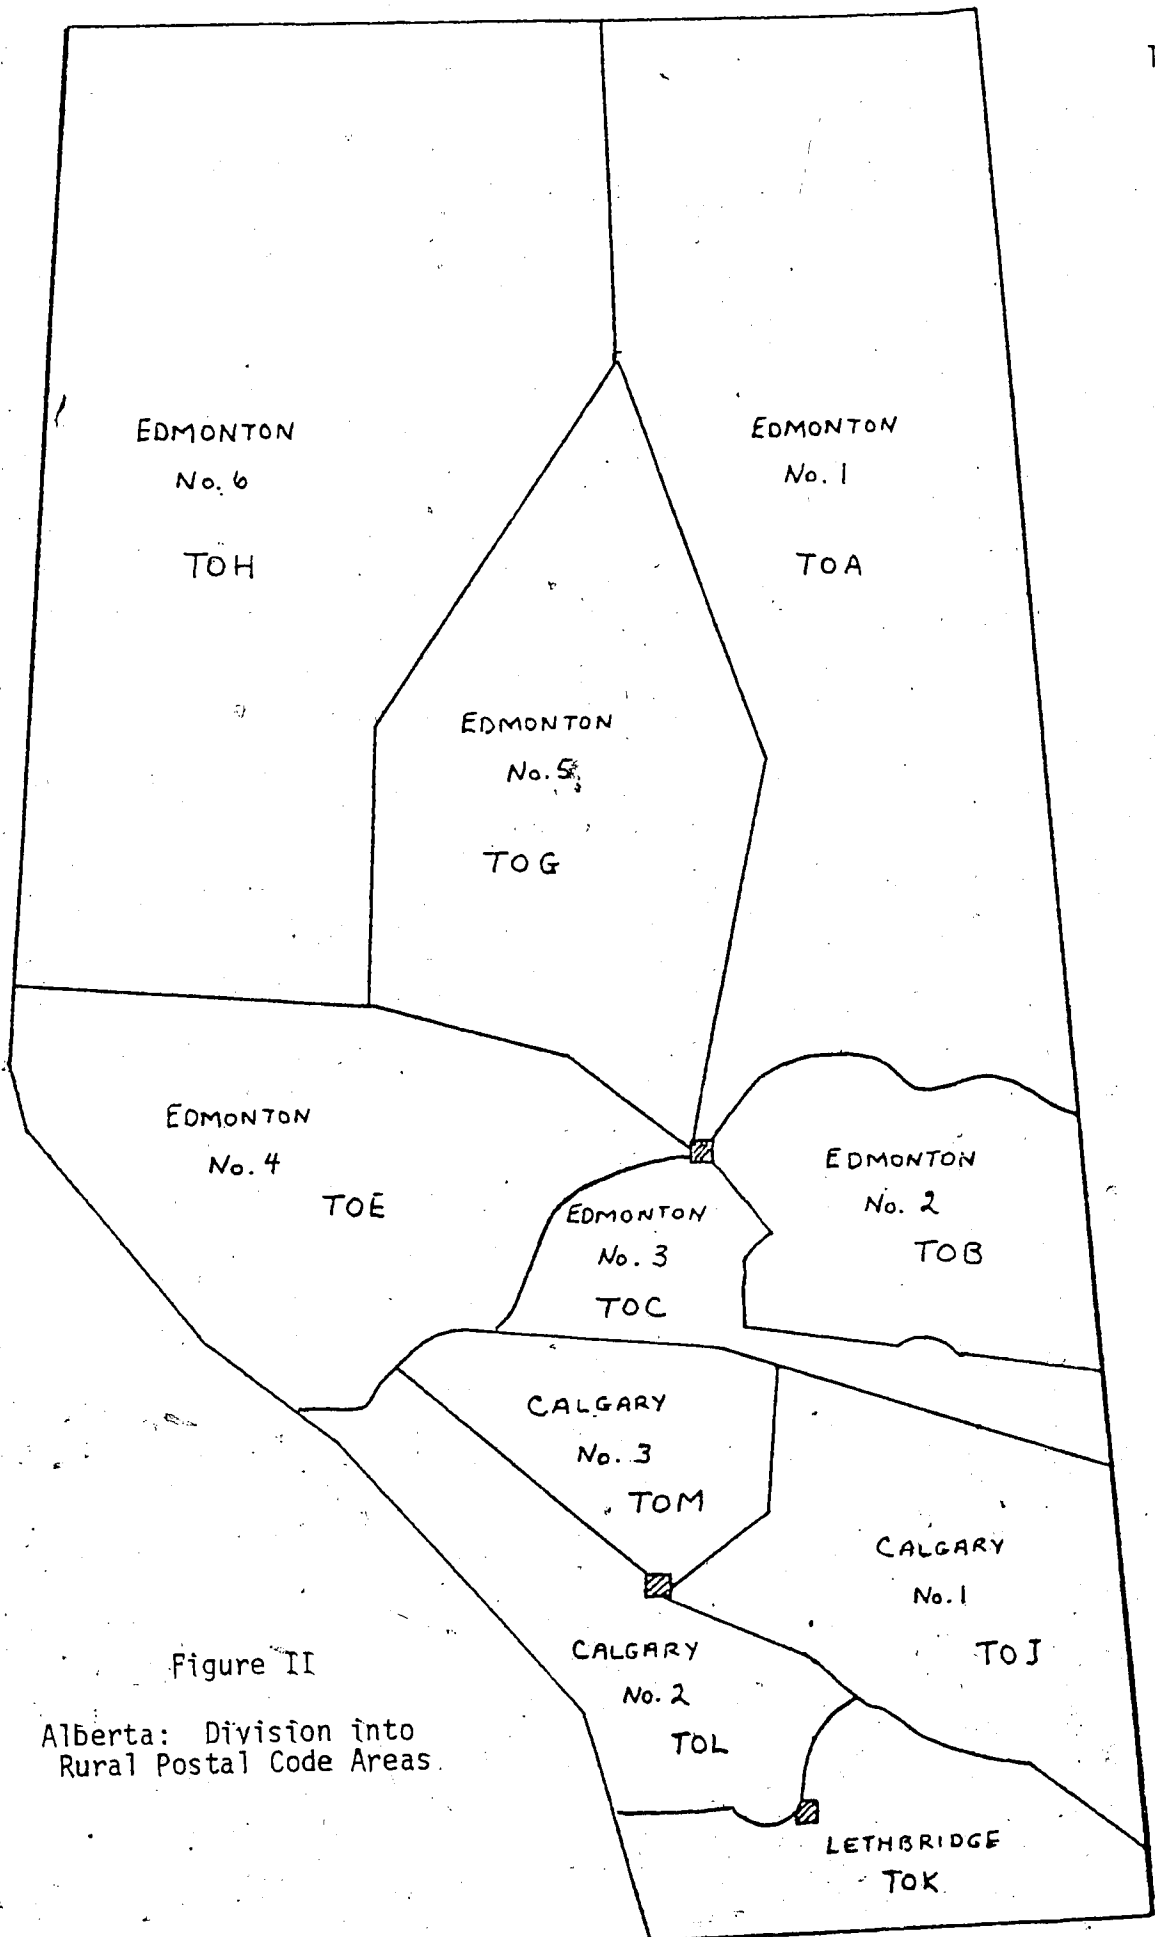 EDMONTON
No. 6
TOH
EDMONTON
No. 1
TOA
EDMONTON
No. 5
TOG
EDMONTON
No. 4
TOE
EDMONTON
No. 3
TOC
EDMONTON
No. 2
TOB
CALGARY
No. 3
TOM
CALGARY
No. 1
TOJ
CALGARY
No. 2
TOL
LETHBRIDGE
TOK
Figure II
Alberta: Division into
Rural Postal Code Areas